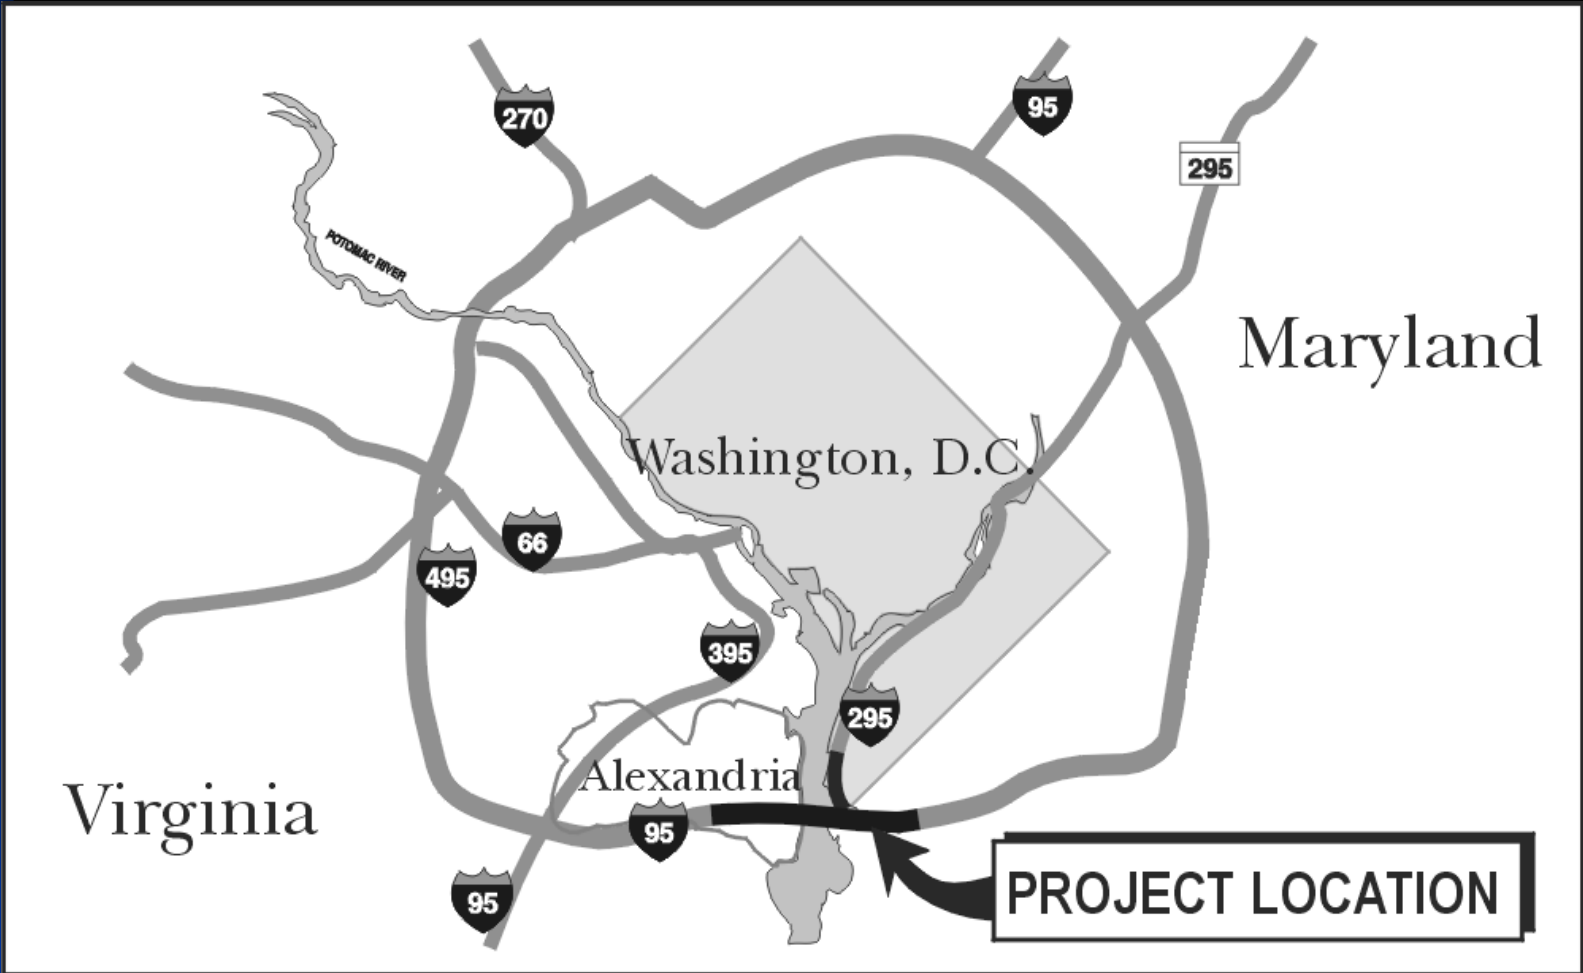 270
95
295
POTOMAC RIVER
Maryland
Washington, D.C.
66
495
395
295
Alexandria
Virginia
95
95
PROJECT LOCATION